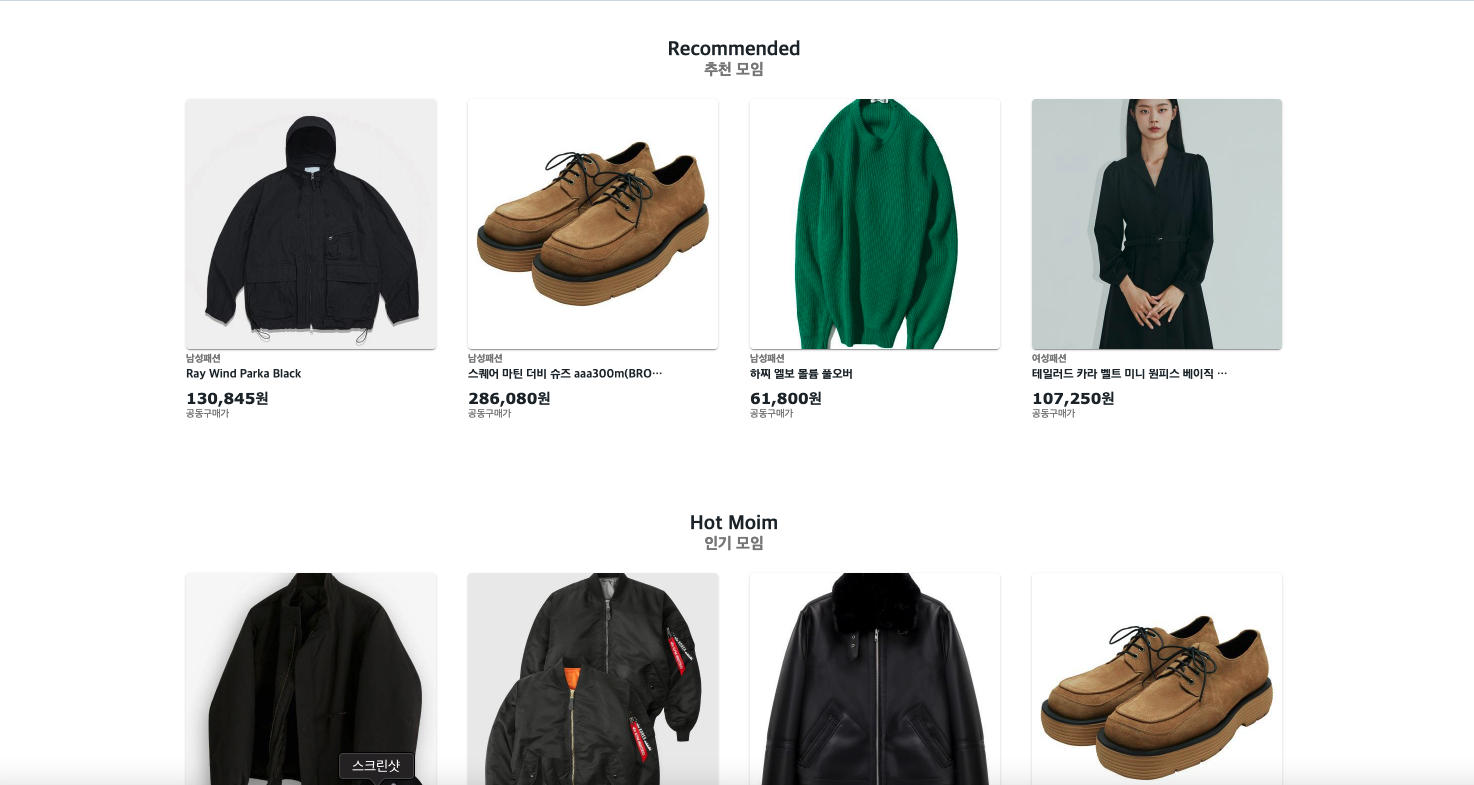 Recommended
추천 모임
남성패션
Ray Wind Parka Black
130,845원
공동구매가
남성패션
스퀘어 마틴 더비 슈즈 aaa300m(BRO…
286,080원
공동구매가
남성패션
하찌 엘보 몰륨 풀오버
61,800원
공동구매가
여성패션
테일러드 카라 벨트 미니 원피스 베이직 …
107,250원
공동구매가
Hot Moim
인기 모임
스크린샷